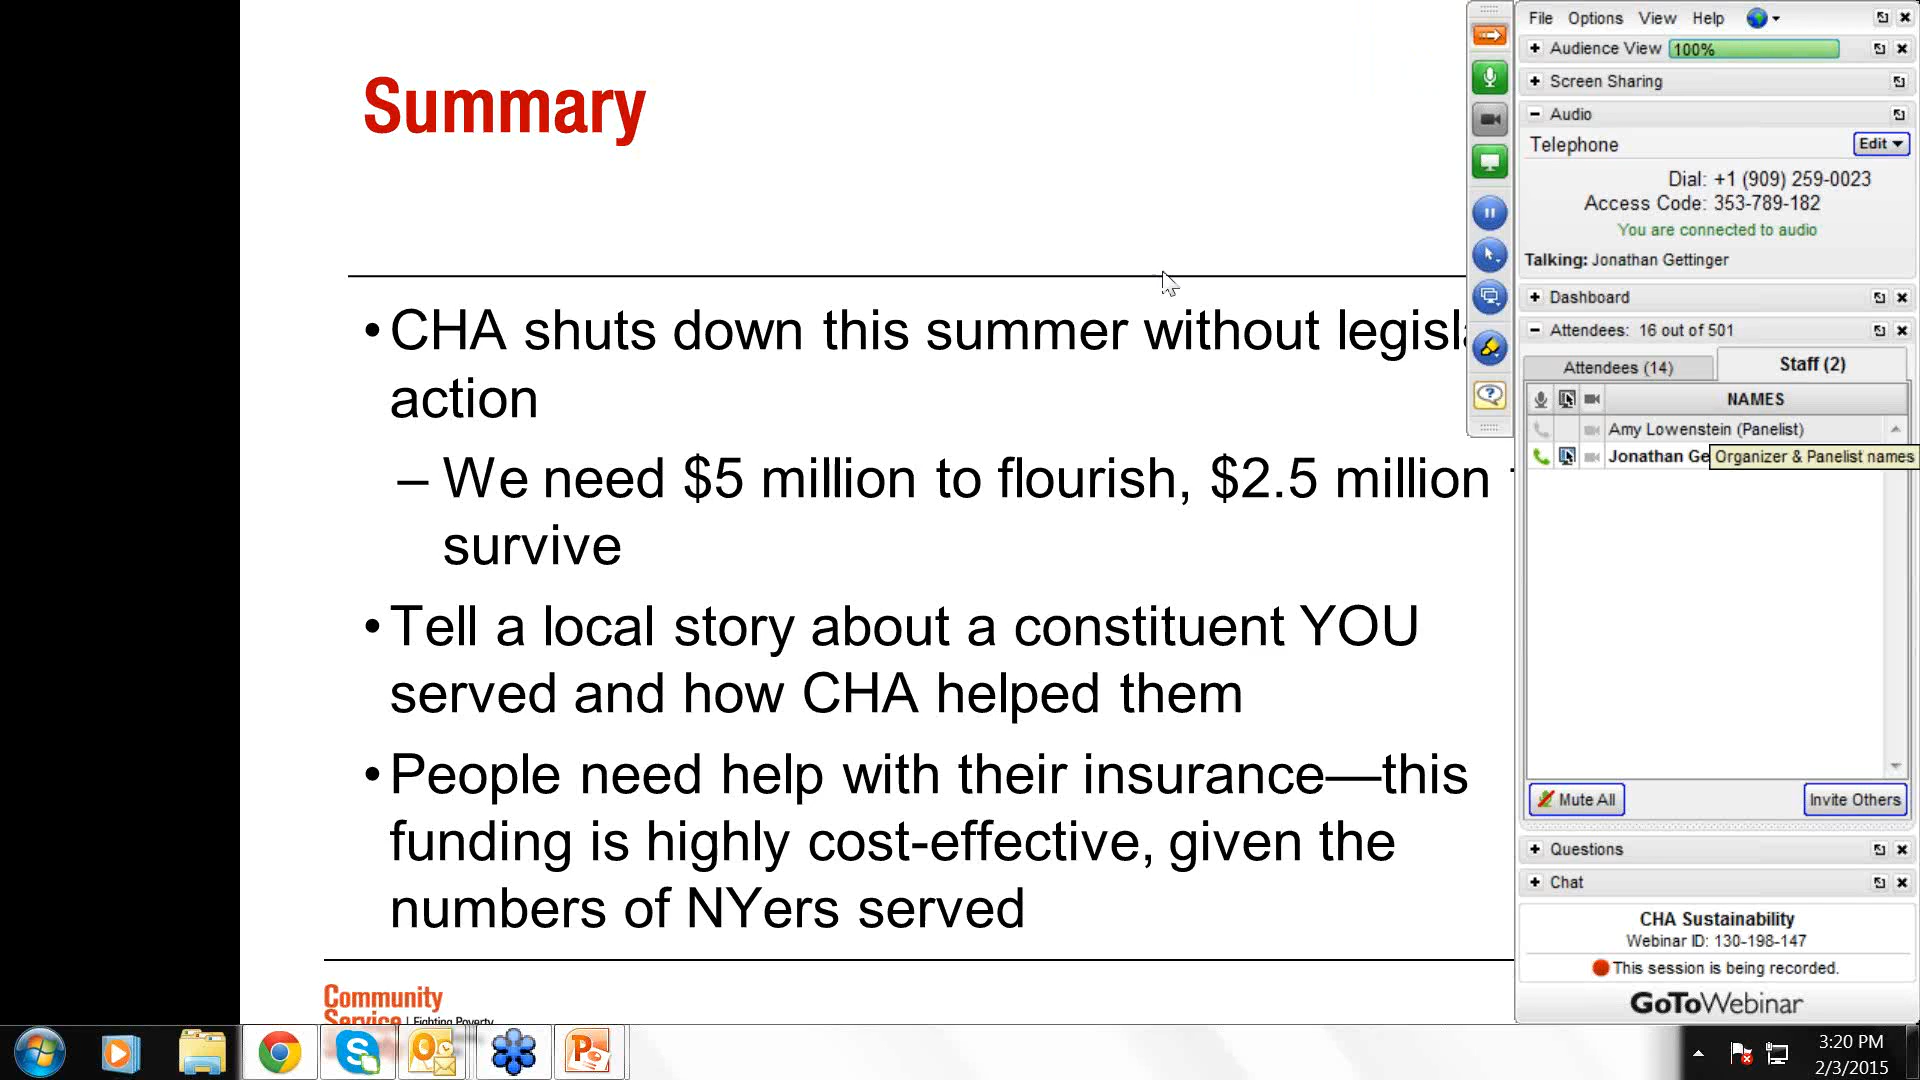 Summary
•CHA shuts down this summer without
action
– We need $5 million to flourish, $2.5 million
survive
•Tell a local story about a constituent YOU
served and how CHA helped them
•People need help with their insurance—this
funding is highly cost-effective, given the
numbers of NYers served
Community
Service | Fighting Poverty
File Options View Help
Audience View 100%
Screen Sharing
Audio
Telephone Edit
Dial: +1 (909) 259-0023
Access Code: 353-789-182
You are connected to audio
Talking: Jonathan Gettinger
Dashboard
Attendees: 16 out of 501
Attendees (14) Staff (2)
NAMES
Amy Lowenstein (Panelist)
Jonathan Ge Organizer & Panelist names
Mute All Invite Others
Questions
Chat
CHA Sustainability
Webinar ID: 130-198-147
This session is being recorded.
GoToWebinar
3:20 PM
2/3/2015